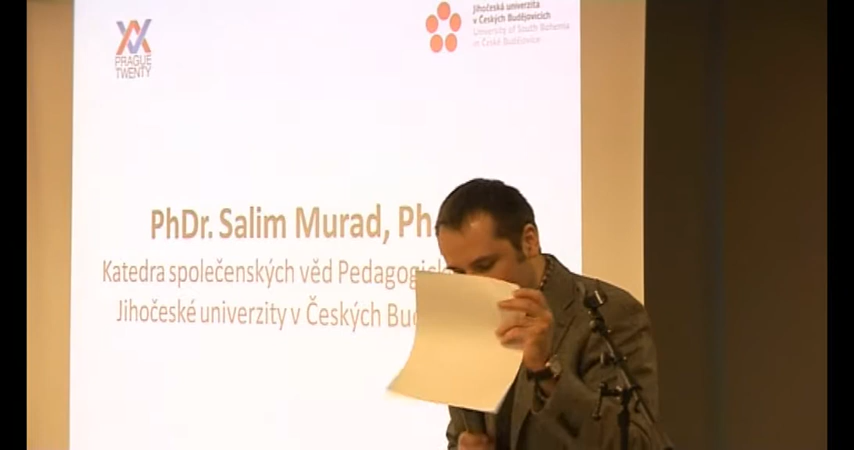 PRAGUE
TWENTY
Jihočeská univerzita
v Českých Budějovicích
University of South Bohemia
in České Budějovice
PhDr. Salim Murad, Ph.
Katedra společenských věd Pedagogick
Jihočeské univerzity v Českých Bu